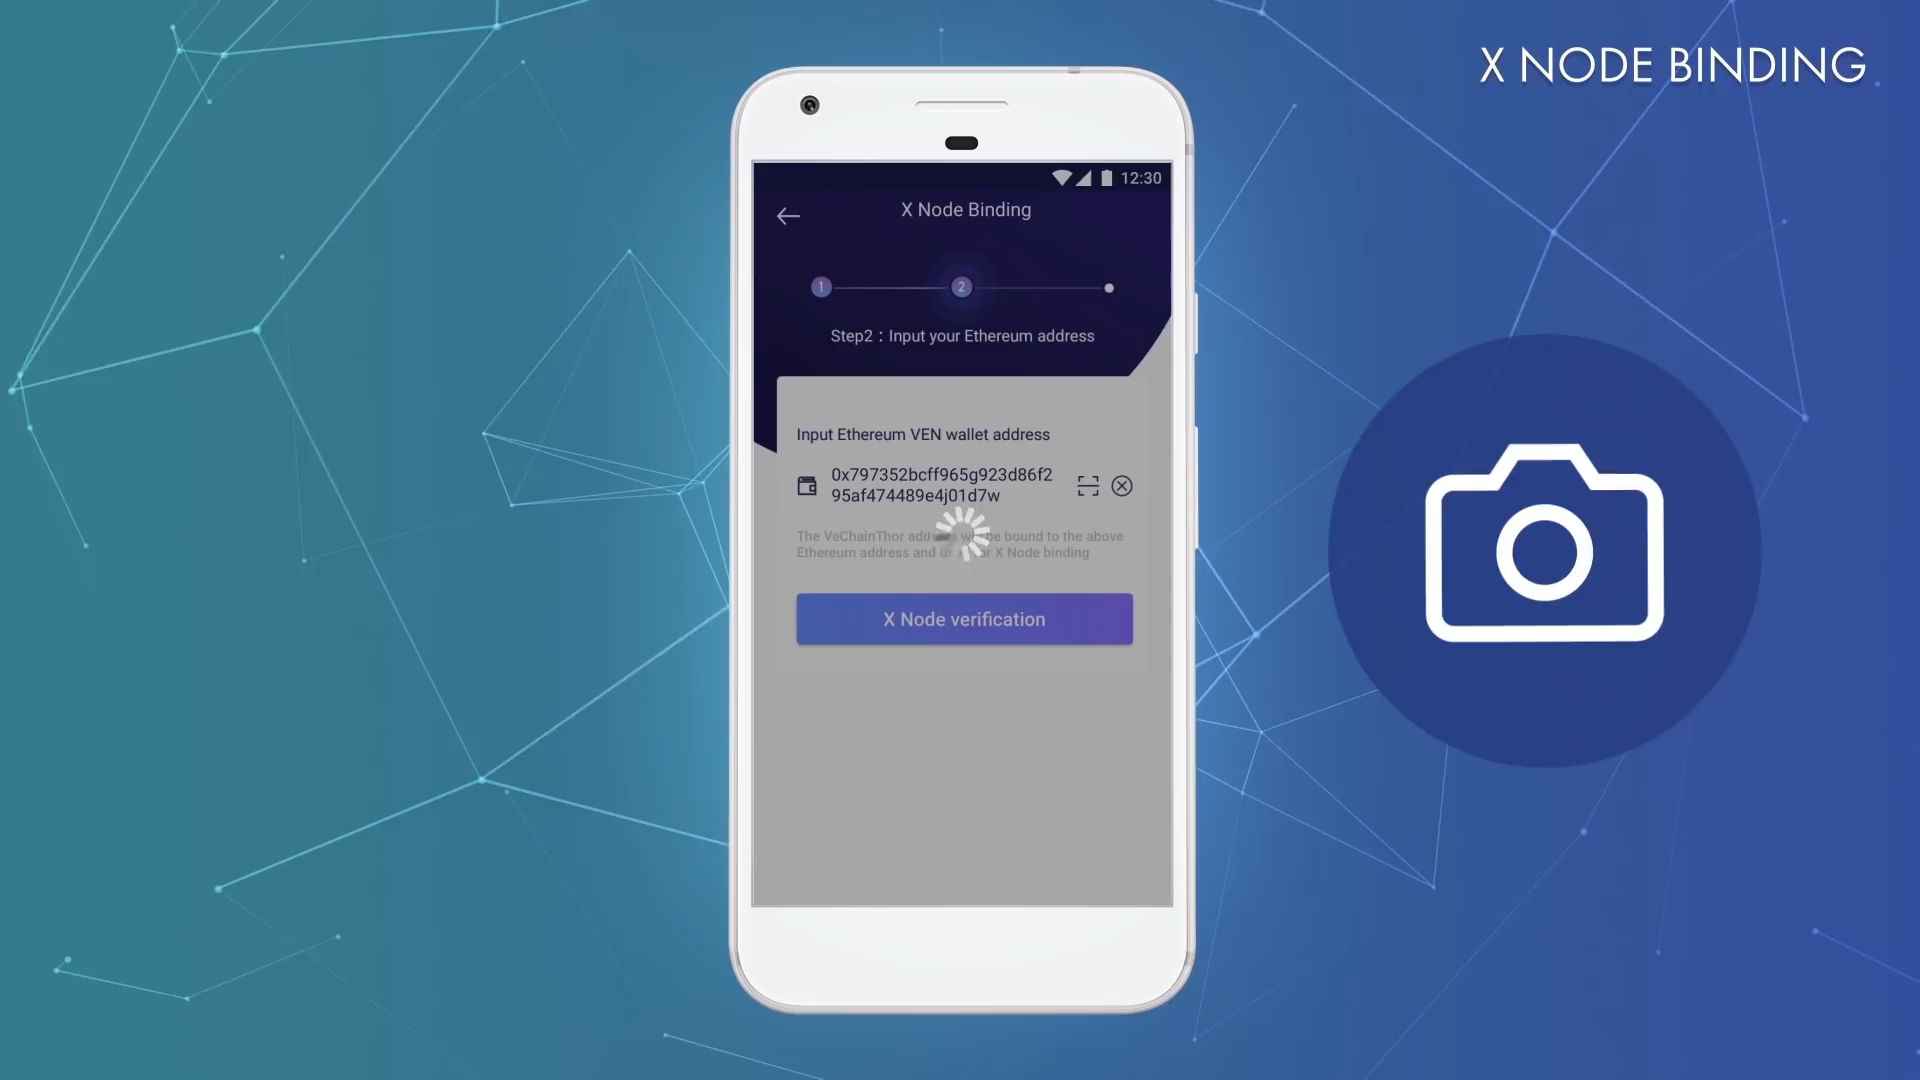 X NODE BINDING
12:30
X Node Binding
1
2
Step2 : Input your Ethereum address
Input Ethereum VEN wallet address
0x797352bcff965g923d86f2
95af474489e4j01d7w
The VeChainThor be bound to the above
Ethereum address and X Node binding
X Node verification